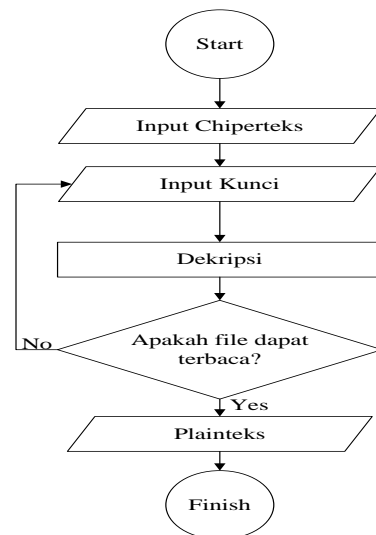 Start
Input Chiperteks
Input Kunci
Dekripsi
Apakah file dapat
terbaca?
No
Yes
Plainteks
Finish